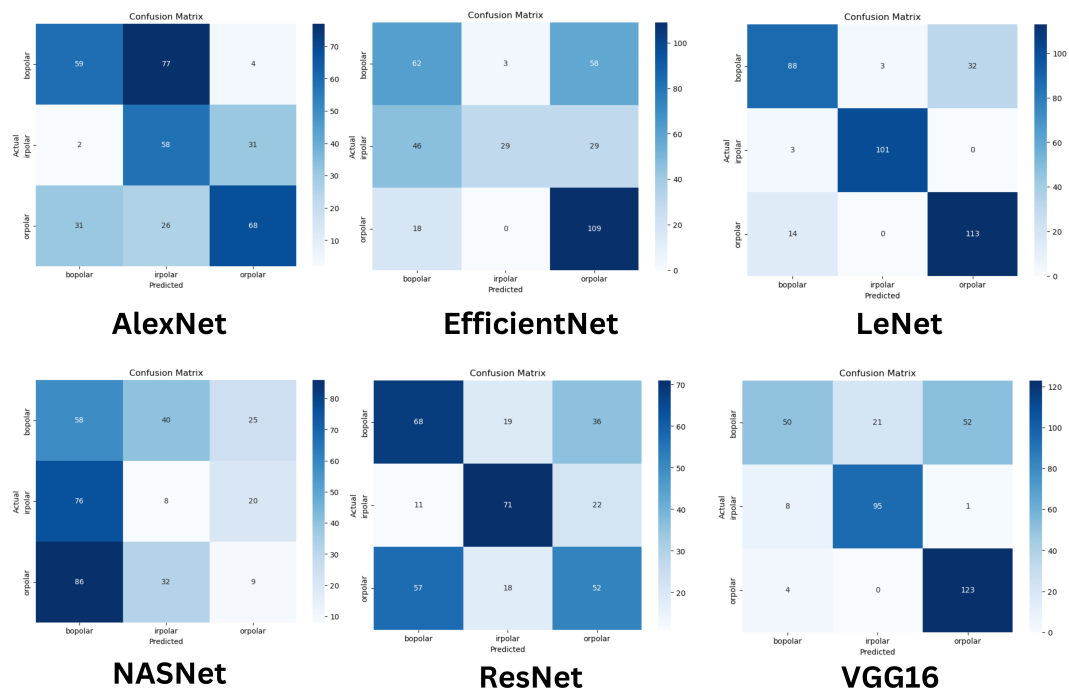 Confusion Matrix
bopolar 59 77 4
Actual
irpolar 2 58 31
orpolar 31 26 68
bopolar irpolar orpolar
Predicted
70
60
50
40
30
20
10
AlexNet
Confusion Matrix
bopolar 62 3 58
Actual
irpolar 46 29 29
orpolar 18 0 109
bopolar irpolar orpolar
Predicted
100
80
60
40
20
0
EfficientNet
Confusion Matrix
bopolar 88 3 32
Actual
irpolar 3 101 0
orpolar 14 0 113
bopolar irpolar orpolar
Predicted
100
80
60
40
20
0
LeNet
Confusion Matrix
bopolar 58 40 25
Actual
irpolar 76 8 20
orpolar 86 32 9
bopolar irpolar orpolar
Predicted
80
70
60
50
40
30
20
10
NASNet
Confusion Matrix
bopolar 68 19 36
Actual
irpolar 11 71 22
orpolar 57 18 52
bopolar irpolar orpolar
Predicted
70
60
50
40
30
20
ResNet
Confusion Matrix
bopolar 50 21 52
Actual
irpolar 8 95 1
orpolar 4 0 123
bopolar irpolar orpolar
Predicted
120
100
80
60
40
20
0
VGG16